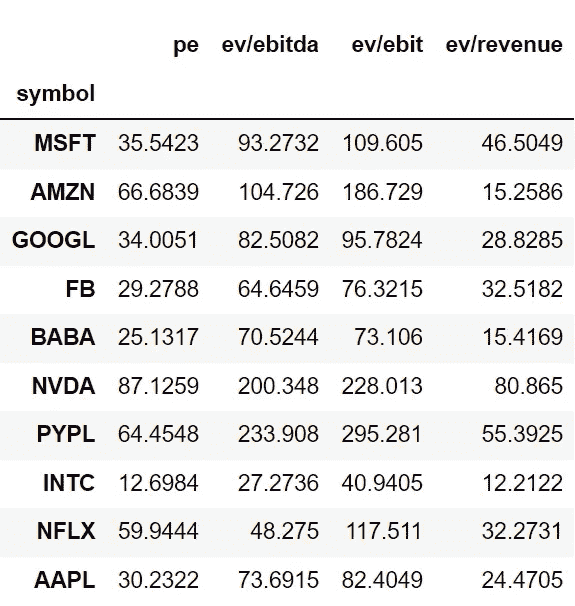 pe ev/ebitda ev/ebit ev/revenue
symbol
MSFT 35.5423 93.2732 109.605 46.5049
AMZN 66.6839 104.726 186.729 15.2586
GOOGL 34.0051 82.5082 95.7824 28.8285
FB 29.2788 64.6459 76.3215 32.5182
BABA 25.1317 70.5244 73.106 15.4169
NVDA 87.1259 200.348 228.013 80.865
PYPL 64.4548 233.908 295.281 55.3925
INTC 12.6984 27.2736 40.9405 12.2122
NFLX 59.9444 48.275 117.511 32.2731
AAPL 30.2322 73.6915 82.4049 24.4705